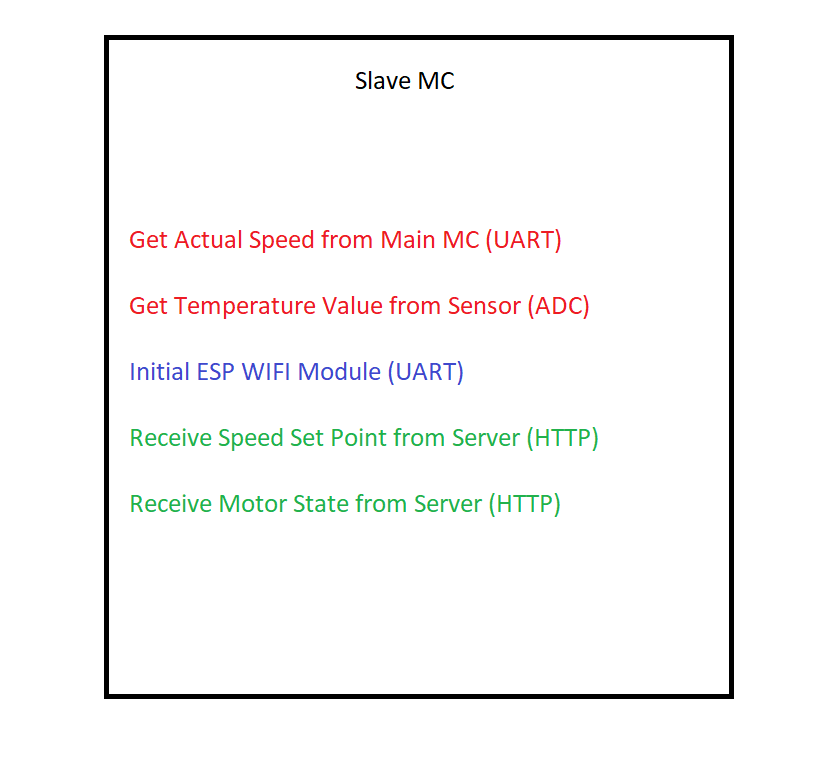 Slave MC
Get Actual Speed from Main MC (UART)
Get Temperature Value from Sensor (ADC)
Initial ESP WIFI Module (UART)
Receive Speed Set Point from Server (HTTP)
Receive Motor State from Server (HTTP)